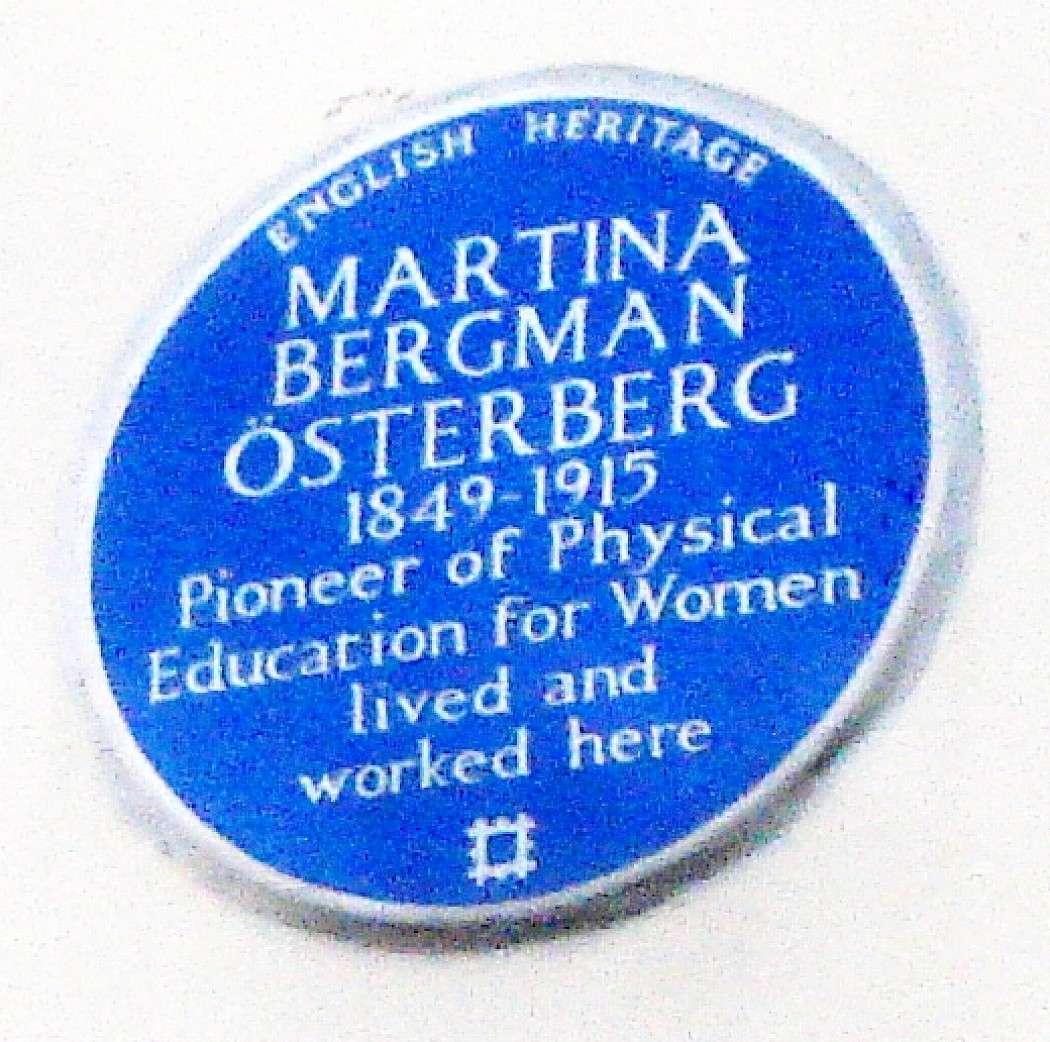 ENGLISH HERITAGE
MARTINA
BERGMAN
ÖSTERBERG
1849-1915
Pioneer of Physical
Education for Women
lived and
worked here